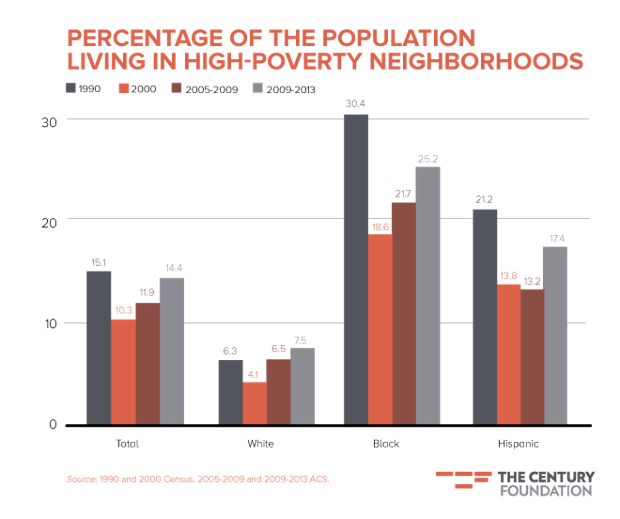 PERCENTAGE OF THE POPULATION
LIVING IN HIGH-POVERTY NEIGHBORHOODS
1990 2000 2005-2009 2009-2013
30
20
10
0
15.1
10.3
11.9
14.4
6.3
4.1
6.5
7.5
30.4
18.6
21.7
25.2
21.2
13.8
13.2
17.4
Total White Black Hispanic
Source: 1990 and 2000 Census, 2005-2009 and 2009-2013 ACS.
THE CENTURY
FOUNDATION